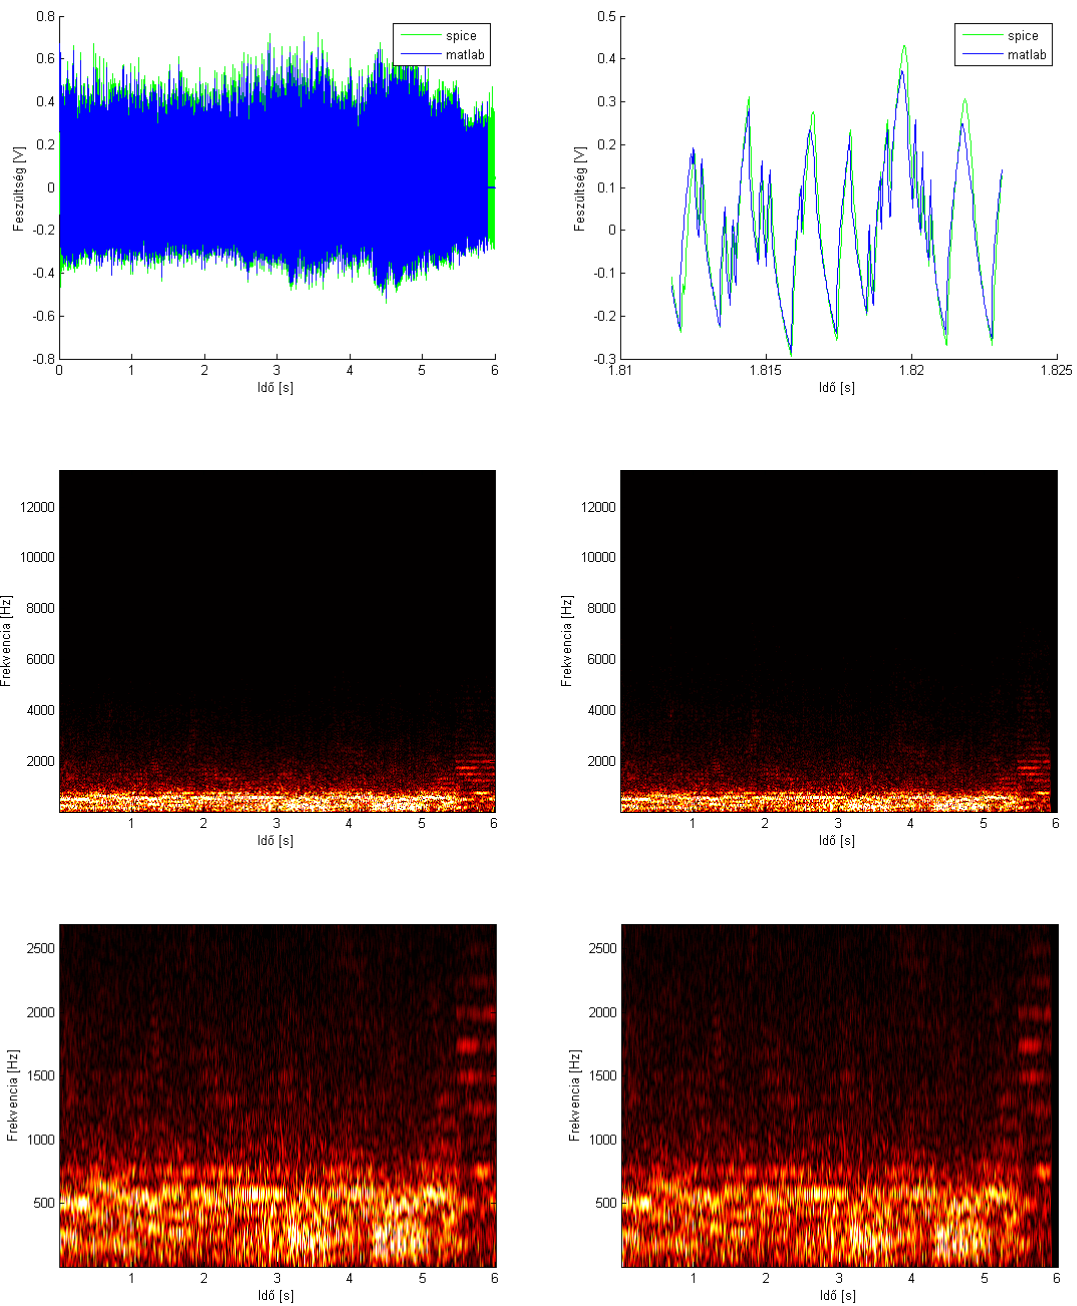 0.8
0.6
0.4
0.2
0
-0.2
-0.4
-0.6
-0.8
Feszültség [V]
spice
matlab
0 1 2 3 4 5 6
Idő [s]
0.5
0.4
0.3
0.2
0.1
0
-0.1
-0.2
-0.3
Feszültség [V]
spice
matlab
1.81 1.815 1.82 1.825
Idő [s]
12000
10000
8000
6000
4000
2000
Frekvencia [Hz]
1 2 3 4 5 6
Idő [s]
12000
10000
8000
6000
4000
2000
Frekvencia [Hz]
1 2 3 4 5 6
Idő [s]
2500
2000
1500
1000
500
Frekvencia [Hz]
1 2 3 4 5 6
Idő [s]
2500
2000
1500
1000
500
Frekvencia [Hz]
1 2 3 4 5 6
Idő [s]